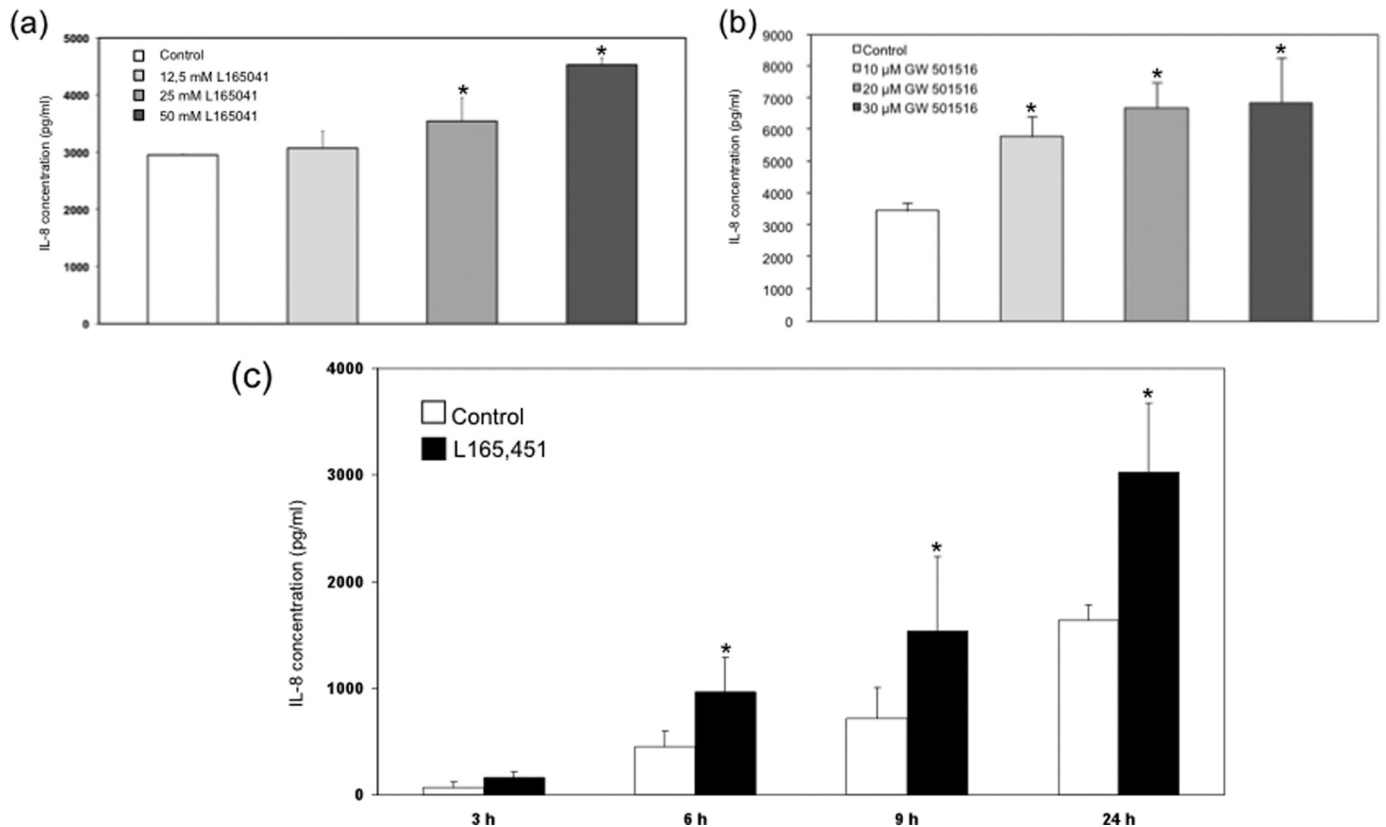 (a)
5000
4000
3000
2000
1000
0
IL-8 concentration (pg/ml)
Control
12,5 mM L165041
25 mM L165041
50 mM L165041
*
*
(b)
9000
8000
7000
6000
5000
4000
3000
2000
1000
0
IL-8 concentration (pg/ml)
Control
10 µM GW 501516
20 µM GW 501516
30 µM GW 501516
*
*
*
(c)
4000
3000
2000
1000
0
IL-8 concentration (pg/ml)
Control
L165,451
*
*
*
3 h
6 h
9 h
24 h